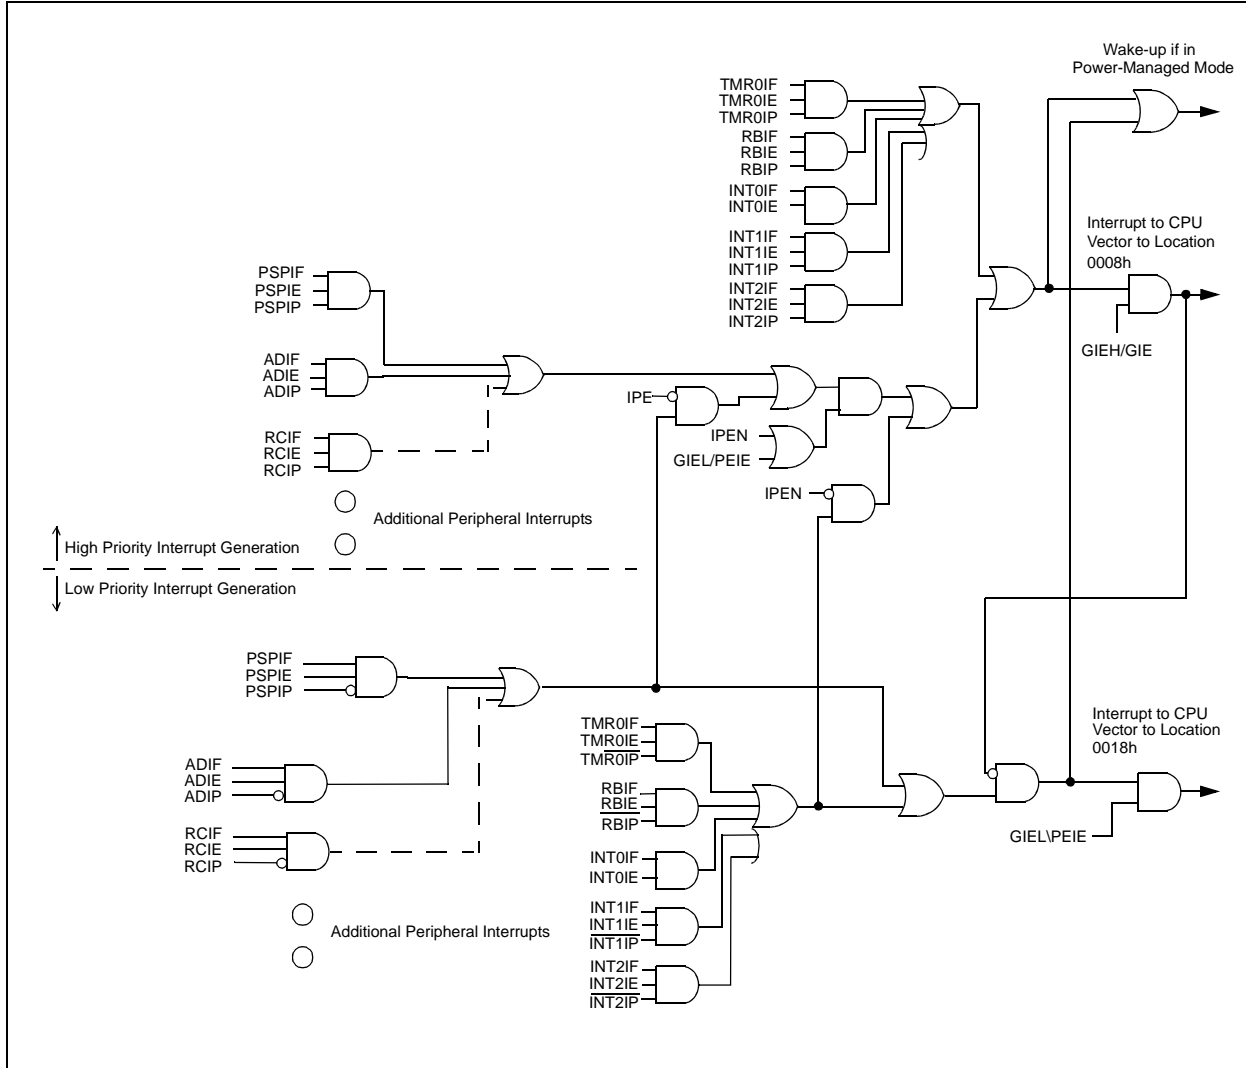 Wake-up if in
Power-Managed Mode
TMR0IF
TMR0IE
TMR0IP
RBIF
RBIE
RBIP
INT0IF
INT0IE
INT1IF
INT1IE
INT1IP
INT2IF
INT2IE
INT2IP
Interrupt to CPU
Vector to Location
0008h
GIEH/GIE
PSPIF
PSPIE
PSPIP
ADIF
ADIE
ADIP
RCIF
RCIE
RCIP
IPE
IPEN
GIEL/PEIE
IPEN
Additional Peripheral Interrupts
High Priority Interrupt Generation
Low Priority Interrupt Generation
PSPIF
PSPIE
PSPIP
ADIF
ADIE
ADIP
RCIF
RCIE
RCIP
Additional Peripheral Interrupts
TMR0IF
TMR0IE
TMR0IP
RBIF
RBIE
RBIP
INT0IF
INT0IE
INT1IF
INT1IE
INT1IP
INT2IF
INT2IE
INT2IP
Interrupt to CPU
Vector to Location
0018h
GIEL\PEIE